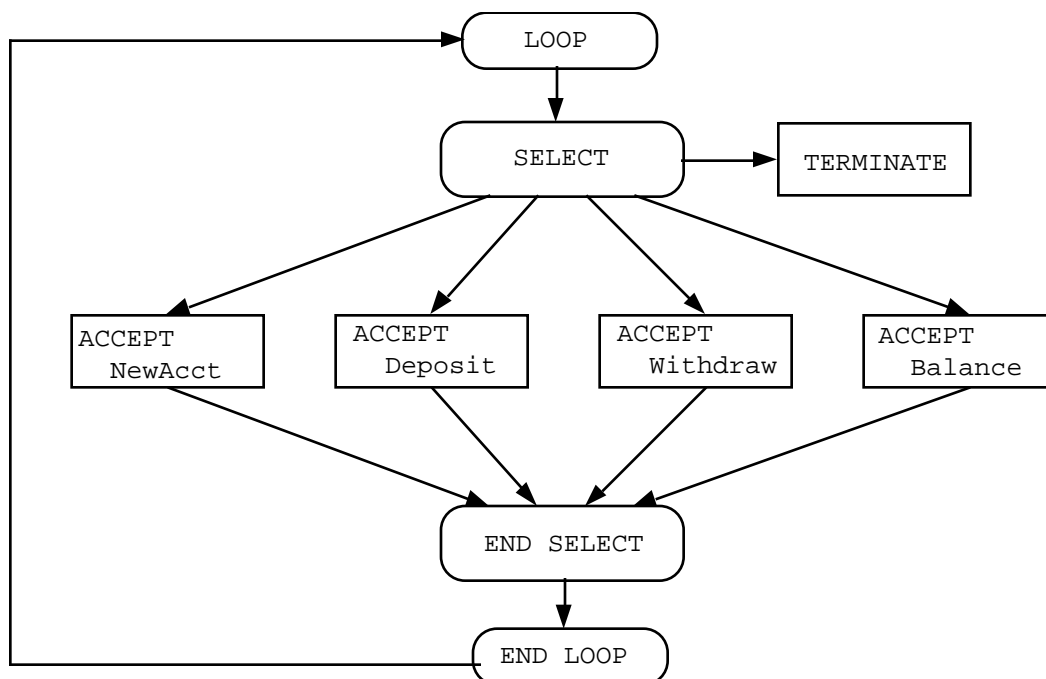 LOOP
SELECT
TERMINATE
ACCEPT
NewAcct
ACCEPT
Deposit
ACCEPT
Withdraw
ACCEPT
Balance
END SELECT
END LOOP